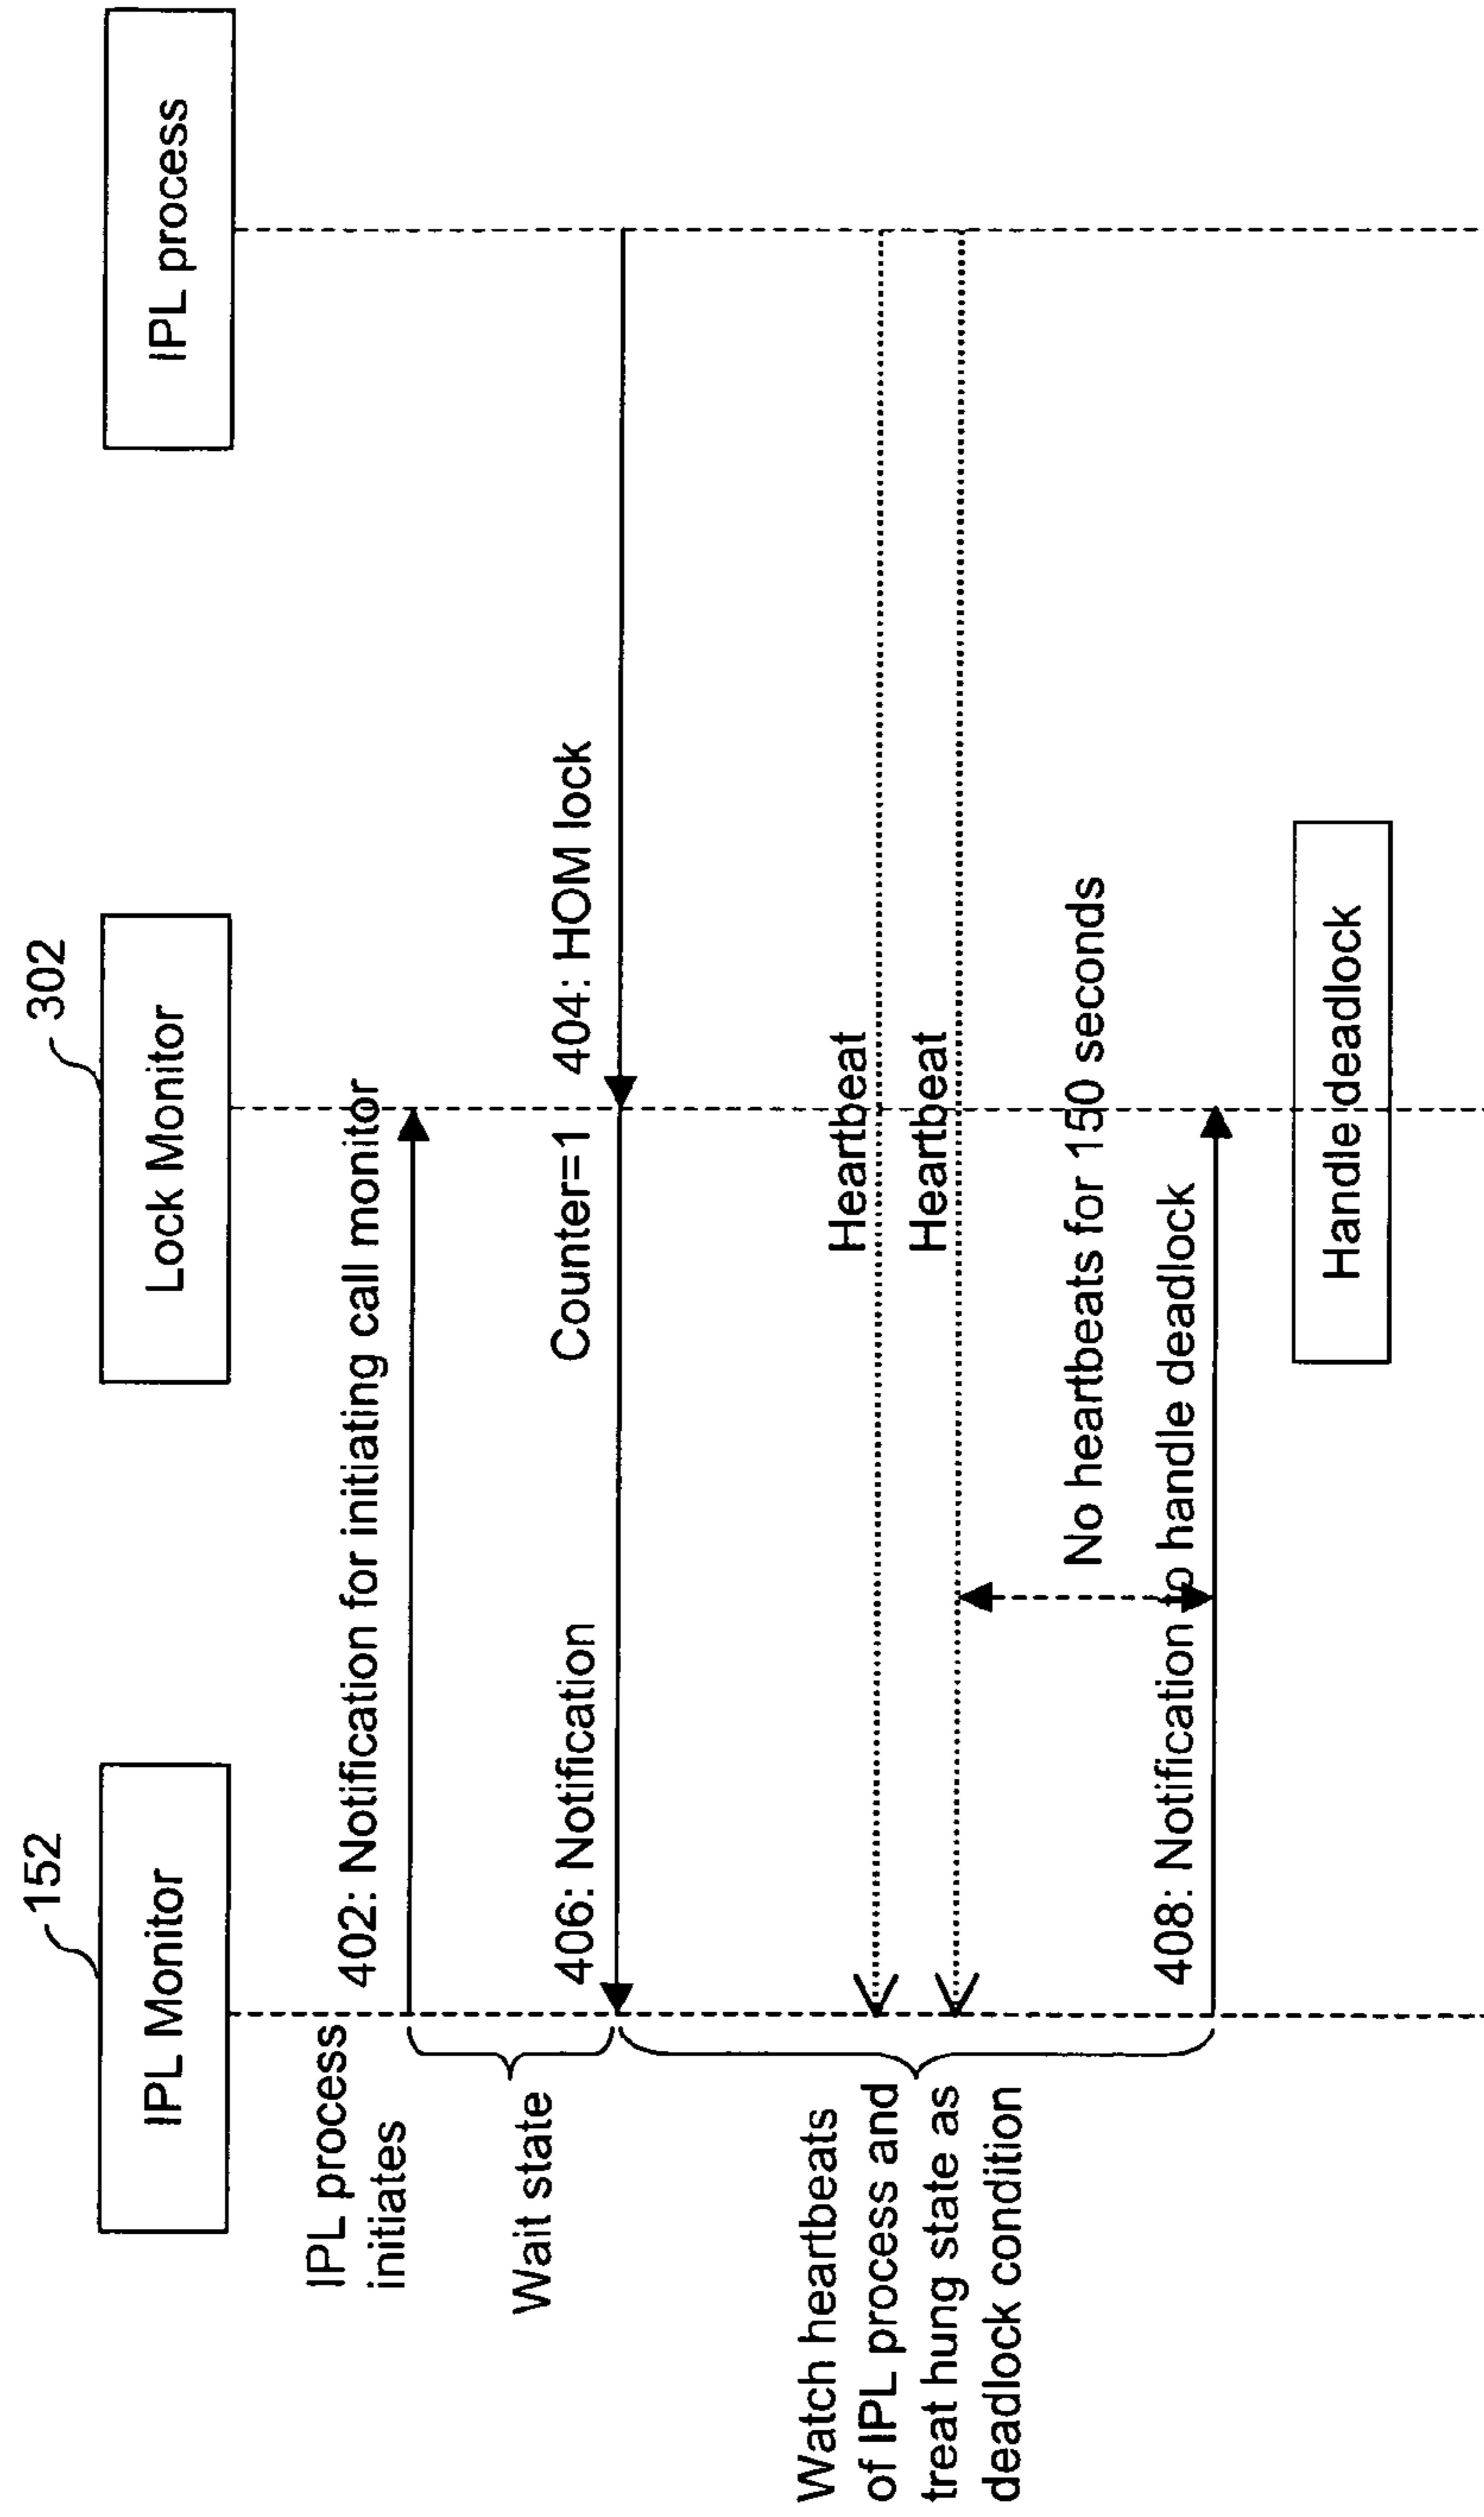 152
302
IPL Monitor
Lock Monitor
IPL process
IPL process
initiates
402: Notification for initiating call monitor
Wait state
406: Notification
Counter=1
404: HOM lock
Watch heartbeats
of IPL process and
treat hung state as
deadlock condition
Heartbeat
Heartbeat
No heartbeats for 150 seconds
408: Notification to handle deadlock
Handle deadlock